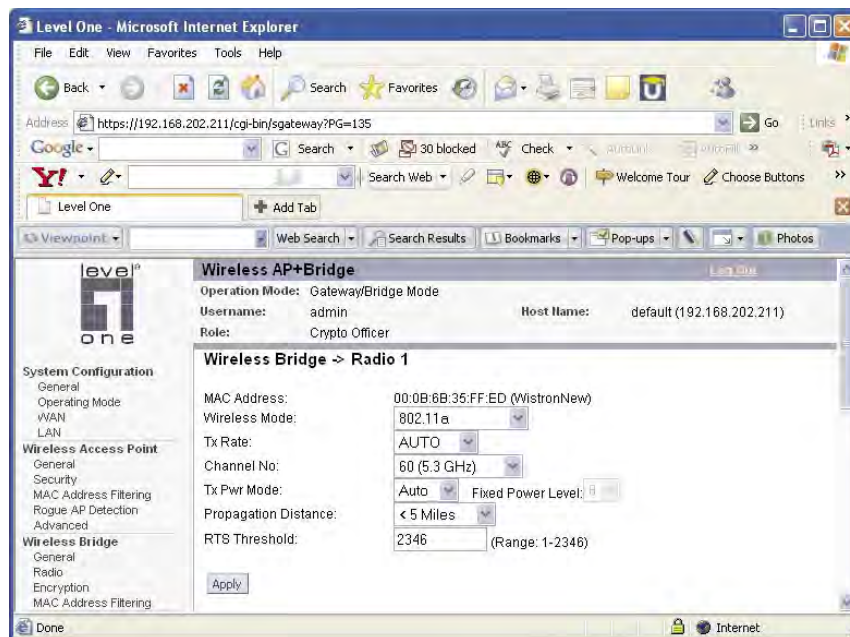 Level One - Microsoft Internet Explorer
File Edit View Favorites Tools Help
Back Search Favorites
Address https://192.168.202.211/cgi-bin/sgateway?PG=135 Go Links
Google Search 30 blocked ABC Check AutoLink AutoFill
Y! Search Web Welcome Tour Choose Buttons
Level One Add Tab
Viewpoint Web Search Search Results Bookmarks Pop-ups Photos
level one
Wireless AP+Bridge Log Out
Operation Mode: Gateway/Bridge Mode
Username: admin Host Name: default (192.168.202.211)
Role: Crypto Officer
System Configuration
General
Operating Mode
WAN
LAN
Wireless Access Point
General
Security
MAC Address Filtering
Rogue AP Detection
Advanced
Wireless Bridge
General
Radio
Encryption
MAC Address Filtering
Wireless Bridge -> Radio 1
MAC Address: 00:0B:6B:35:FF:ED (WistronNew)
Wireless Mode: 802.11a
Tx Rate: AUTO
Channel No: 60 (5.3 GHz)
Tx Pwr Mode: Auto Fixed Power Level: 8
Propagation Distance: < 5 Miles
RTS Threshold: 2346 (Range: 1-2346)
Apply
Done Internet